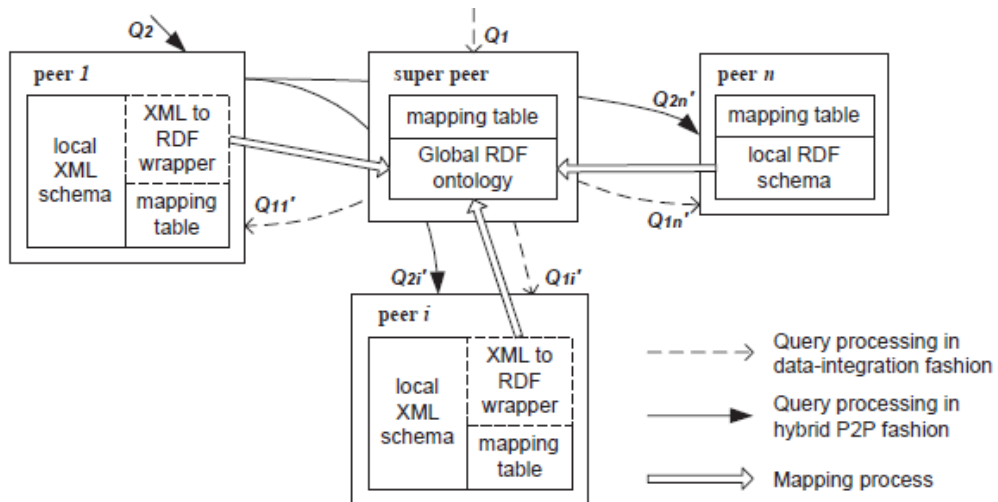 Q2
Q1
peer 1
local
XML
schema
XML to
RDF
wrapper
mapping
table
super peer
mapping table
Global RDF
ontology
peer n
mapping table
local RDF
schema
Q2n'
Q11'
Q1n'
Q2i'
Q1i'
peer i
local
XML
schema
XML to
RDF
wrapper
mapping
table
Query processing in
data-integration fashion
Query processing in
hybrid P2P fashion
Mapping process